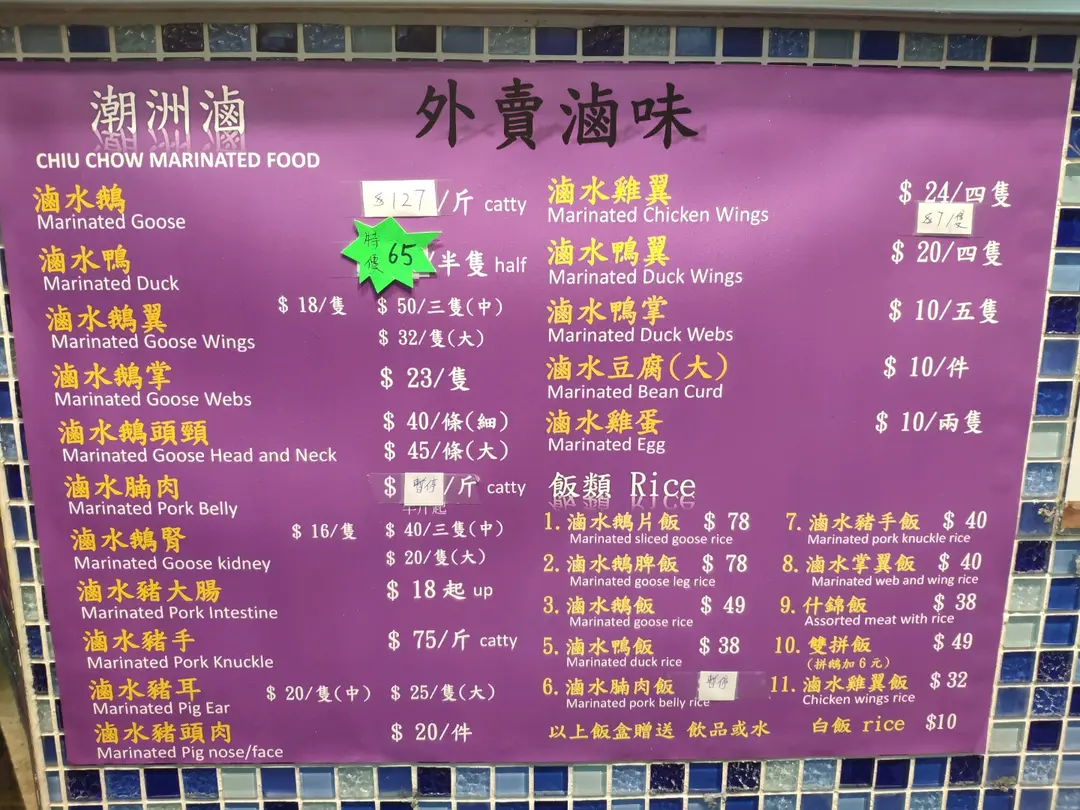 潮洲滷
外賣滷味
CHIU CHOW MARINATED FOOD
滷水鵝 $127/斤 catty
Marinated Goose
滷水鴨 特優 65 /半隻 half
Marinated Duck
滷水鵝翼 $ 18/隻 $ 50/三隻(中)
Marinated Goose Wings $ 32/隻(大)
滷水鵝掌 $ 23/隻
Marinated Goose Webs
滷水鵝頭頸 $ 40/條(細)
Marinated Goose Head and Neck $ 45/條(大)
滷水腩肉 $ 暫停 /斤 catty
Marinated Pork Belly 半斤起
滷水鵝腎 $ 16/隻 $ 40/三隻(中)
Marinated Goose kidney $ 20/隻(大)
滷水豬大腸 $ 18 起 up
Marinated Pork Intestine
滷水豬手 $ 75/斤 catty
Marinated Pork Knuckle
滷水豬耳 $ 20/隻(中) $ 25/隻(大)
Marinated Pig Ear
滷水豬頭肉 $ 20/件
Marinated Pig nose/face
滷水雞翼 $ 24/四隻
Marinated Chicken Wings $7/隻
滷水鴨翼 $ 20/四隻
Marinated Duck Wings
滷水鴨掌 $ 10/五隻
Marinated Duck Webs
滷水豆腐(大) $ 10/件
Marinated Bean Curd
滷水雞蛋 $ 10/兩隻
Marinated Egg
飯類 Rice
1. 滷水鵝片飯 $ 78
Marinated sliced goose rice
2. 滷水鵝脾飯 $ 78
Marinated goose leg rice
3. 滷水鵝飯 $ 49
Marinated goose rice
5. 滷水鴨飯 $ 38
Marinated duck rice
6. 滷水腩肉飯 暫停
Marinated pork belly rice
7. 滷水豬手飯 $ 40
Marinated pork knuckle rice
8. 滷水掌翼飯 $ 40
Marinated web and wing rice
9. 什錦飯 $ 38
Assorted meat with rice
10. 雙拼飯 $ 49
(拼鵝加 6 元)
11. 滷水雞翼飯 $ 32
Chicken wings rice
以上飯盒贈送 飲品或水 白飯 rice $10